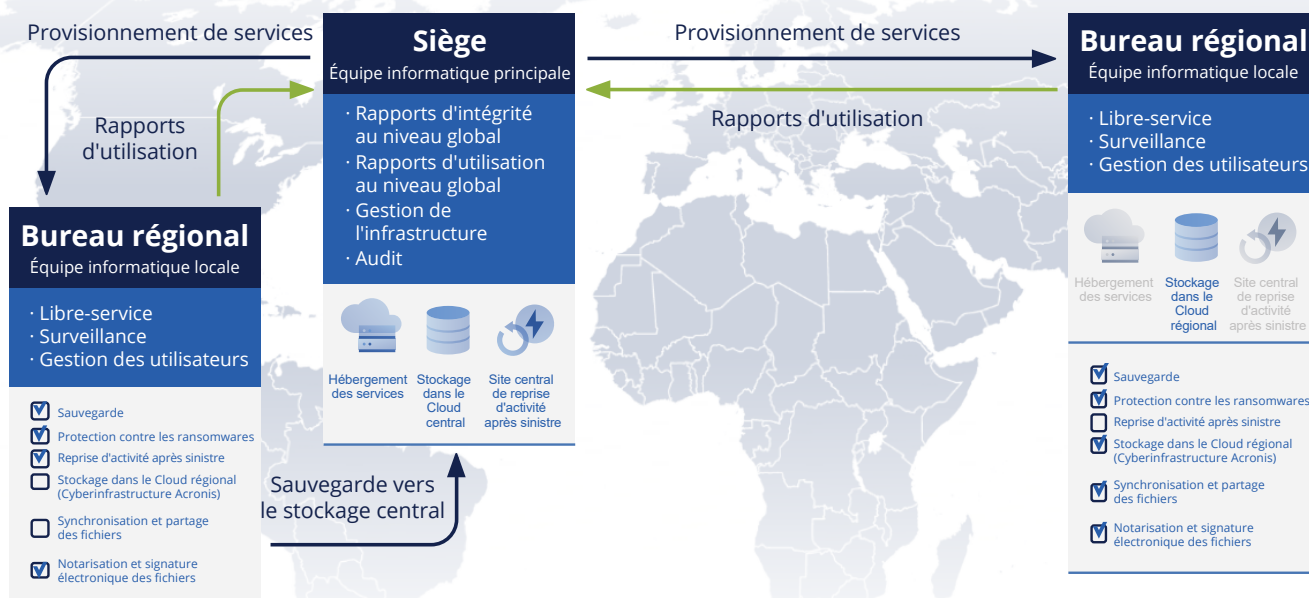 Provisionnement de services
Rapports
d'utilisation
Bureau régional
Équipe informatique locale
· Libre-service
· Surveillance
· Gestion des utilisateurs
Sauvegarde
Protection contre les ransomwares
Reprise d'activité après sinistre
Stockage dans le Cloud régional
(Cyberinfrastructure Acronis)
Synchronisation et partage
des fichiers
Notarisation et signature
électronique des fichiers
Siège
Équipe informatique principale
· Rapports d'intégrité
au niveau global
· Rapports d'utilisation
au niveau global
· Gestion de
l'infrastructure
· Audit
Hébergement
des services
Stockage
dans le
Cloud
central
Site central
de reprise
d'activité
après sinistre
Sauvegarde vers
le stockage central
Provisionnement de services
Rapports d'utilisation
Bureau régional
Équipe informatique locale
· Libre-service
· Surveillance
· Gestion des utilisateurs
Hébergement
des services
Stockage
dans le
Cloud
régional
Site central
de reprise
d'activité
après sinistre
Sauvegarde
Protection contre les ransomwares
Reprise d'activité après sinistre
Stockage dans le Cloud régional
(Cyberinfrastructure Acronis)
Synchronisation et partage
des fichiers
Notarisation et signature
électronique des fichiers